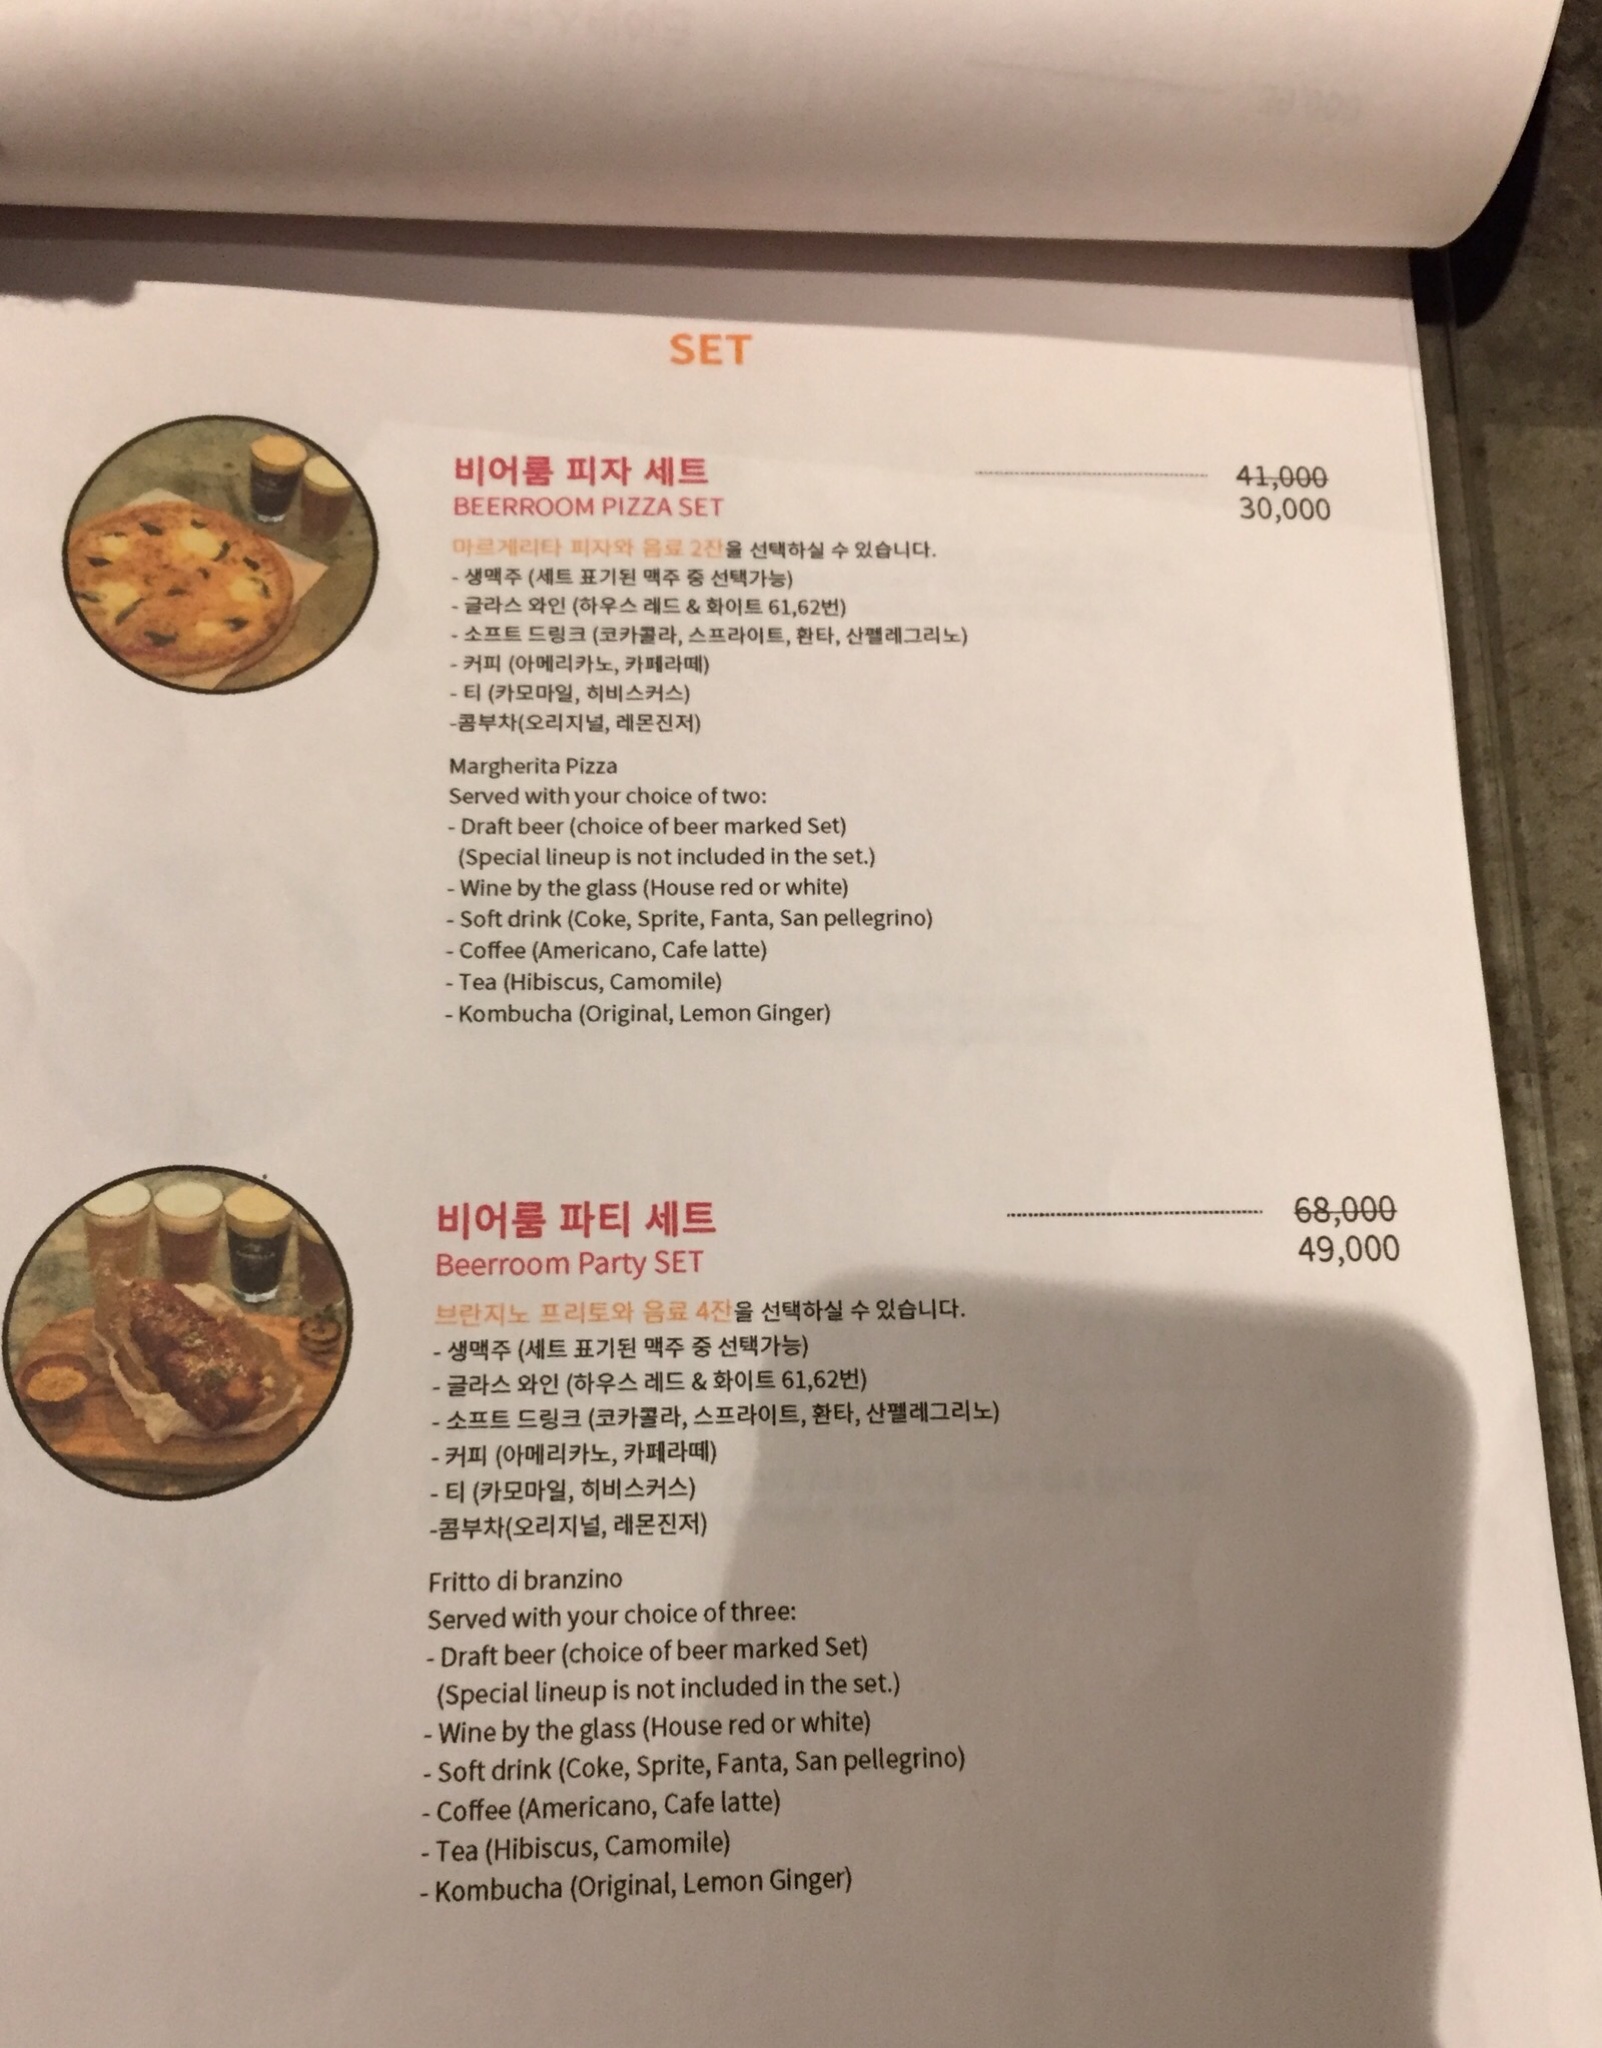 SET
비어룸 피자 세트 41,000
BEERROOM PIZZA SET 30,000
마르게리타 피자와 음료 2잔을 선택하실 수 있습니다.
- 생맥주 (세트 표기된 맥주 중 선택가능)
- 글라스 와인 (하우스 레드 & 화이트 61,62번)
- 소프트 드링크 (코카콜라, 스프라이트, 환타, 산펠레그리노)
- 커피 (아메리카노, 카페라떼)
- 티 (카모마일, 히비스커스)
-콤부차(오리지널, 레몬진저)
Margherita Pizza
Served with your choice of two:
- Draft beer (choice of beer marked Set)
(Special lineup is not included in the set.)
- Wine by the glass (House red or white)
- Soft drink (Coke, Sprite, Fanta, San pellegrino)
- Coffee (Americano, Cafe latte)
- Tea (Hibiscus, Camomile)
- Kombucha (Original, Lemon Ginger)
비어룸 파티 세트 68,000
Beerroom Party SET 49,000
브란지노 프리토와 음료 4잔을 선택하실 수 있습니다.
- 생맥주 (세트 표기된 맥주 중 선택가능)
- 글라스 와인 (하우스 레드 & 화이트 61,62번)
- 소프트 드링크 (코카콜라, 스프라이트, 환타, 산펠레그리노)
- 커피 (아메리카노, 카페라떼)
- 티 (카모마일, 히비스커스)
-콤부차(오리지널, 레몬진저)
Fritto di branzino
Served with your choice of three:
- Draft beer (choice of beer marked Set)
(Special lineup is not included in the set.)
- Wine by the glass (House red or white)
- Soft drink (Coke, Sprite, Fanta, San pellegrino)
- Coffee (Americano, Cafe latte)
- Tea (Hibiscus, Camomile)
- Kombucha (Original, Lemon Ginger)